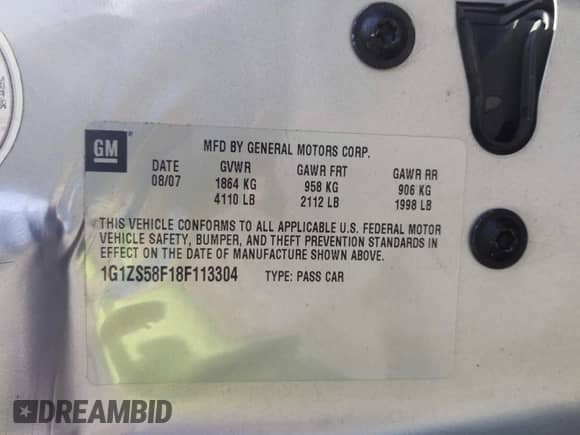 GM
MFD BY GENERAL MOTORS CORP.
DATE GVWR GAWR FRT GAWR RR
08/07 1864 KG 958 KG 906 KG
4110 LB 2112 LB 1998 LB
THIS VEHICLE CONFORMS TO ALL APPLICABLE U.S. FEDERAL MOTOR
VEHICLE SAFETY, BUMPER, AND THEFT PREVENTION STANDARDS IN
EFFECT ON THE DATE OF MANUFACTURE SHOWN ABOVE.
1G1ZS58F18F113304 TYPE: PASS CAR
DREAMBID